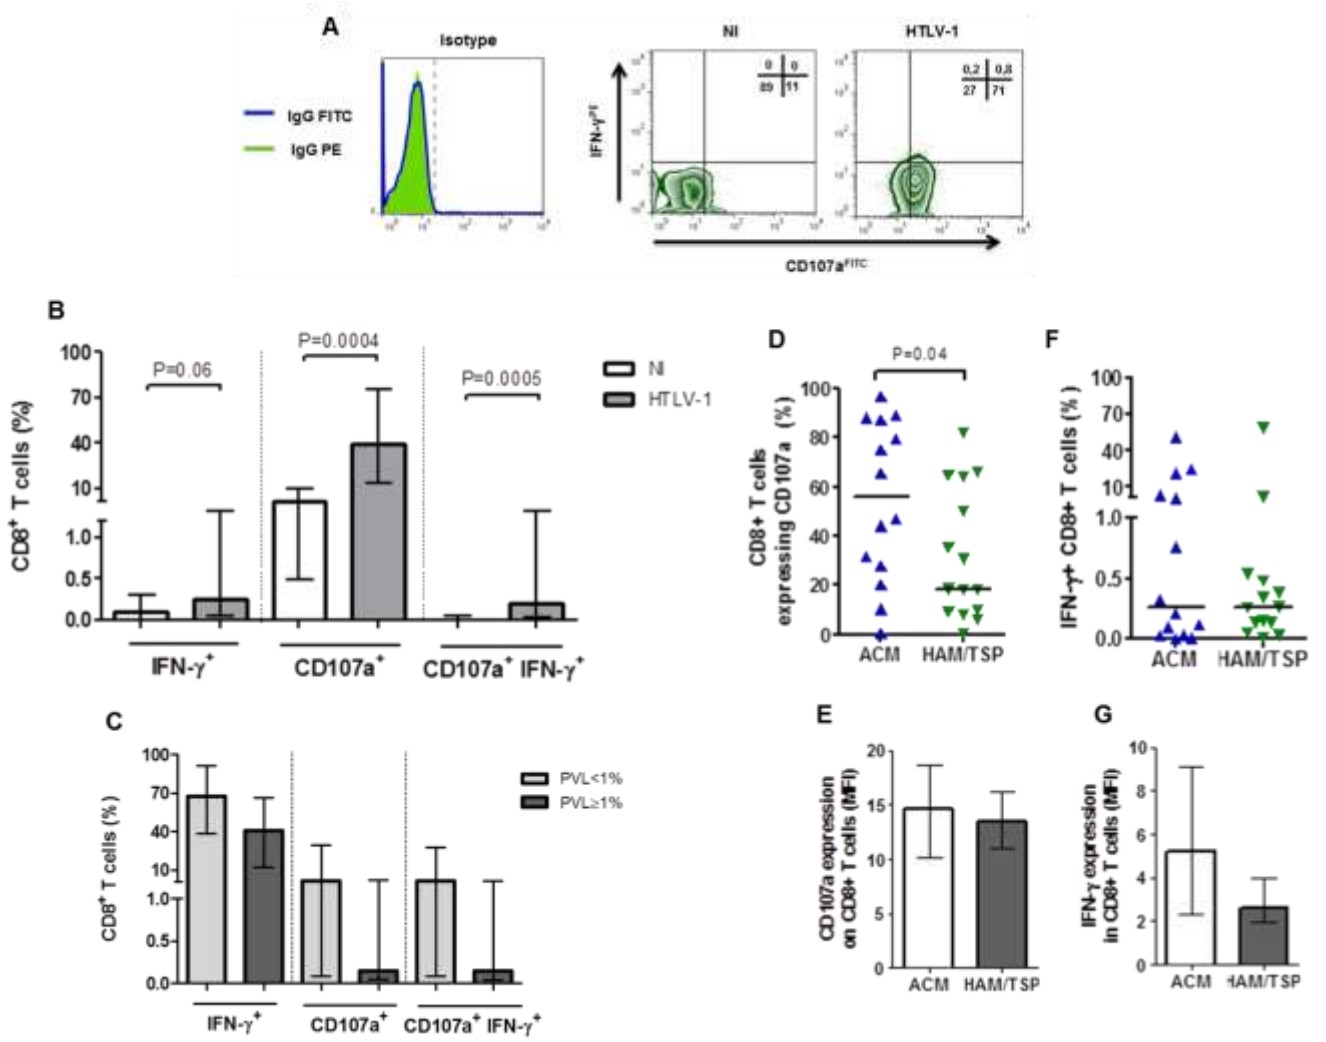 A
Isotype
NI
HTLV-1
IgG FITC
IgG PE
IFN-γPE
0 0
89 11
0,2 0,8
27 71
CD107aFITC
B
CD8+ T cells (%)
100
70
40
10
1.0
0.5
0.0
P=0.06
P=0.0004
P=0.0005
NI
HTLV-1
IFN-γ+
CD107a+
CD107a+ IFN-γ+
C
CD8+ T cells (%)
100
70
40
10
1.0
0.5
0.0
PVL<1%
PVL≥1%
IFN-γ+
CD107a+
CD107a+ IFN-γ+
D
P=0.04
CD8+ T cells
expressing CD107a (%)
100
80
60
40
20
0
ACM HAM/TSP
F
IFN-γ+ CD8+ T cells (%)
100
70
40
10
1.0
0.5
0.0
ACM HAM/TSP
E
CD107a expression
on CD8+ T cells (MFI)
20
15
10
5
0
ACM HAM/TSP
G
IFN-γ expression
in CD8+ T cells (MFI)
10
8
6
4
2
0
ACM HAM/TSP